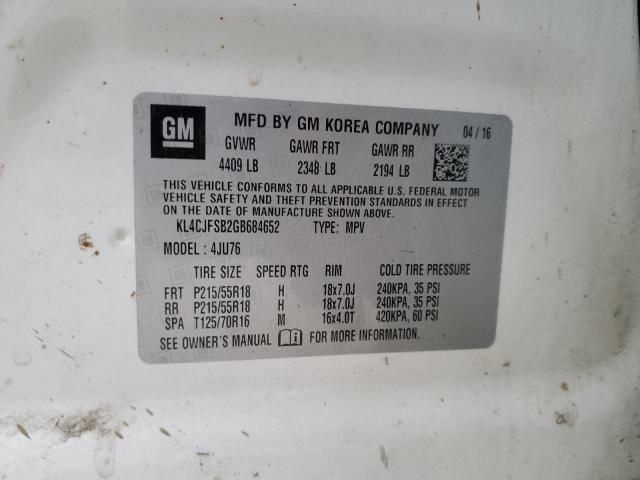 GM
MFD BY GM KOREA COMPANY 04 / 16
GVWR GAWR FRT GAWR RR
4409 LB 2348 LB 2194 LB
THIS VEHICLE CONFORMS TO ALL APPLICABLE U.S. FEDERAL MOTOR
VEHICLE SAFETY AND THEFT PREVENTION STANDARDS IN EFFECT
ON THE DATE OF MANUFACTURE SHOWN ABOVE.
KL4CJFSB2GB684652 TYPE: MPV
MODEL : 4JU76
TIRE SIZE SPEED RTG RIM COLD TIRE PRESSURE
FRT P215/55R18 H 18x7.0J 240KPA, 35 PSI
RR P215/55R18 H 18x7.0J 240KPA, 35 PSI
SPA T125/70R16 M 16x4.0T 420KPA, 60 PSI
SEE OWNER'S MANUAL FOR MORE INFORMATION